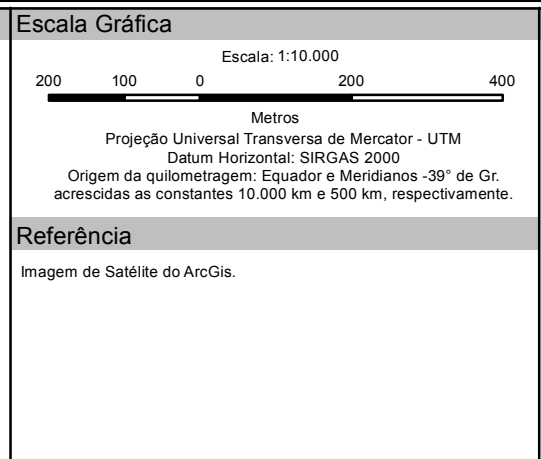 Escala Gráfica
Escala: 1:10.000
200 100 0 200 400
Metros
Projeção Universal Transversa de Mercator - UTM
Datum Horizontal: SIRGAS 2000
Origem da quilometragem: Equador e Meridianos -39° de Gr.
acrescidas as constantes 10.000 km e 500 km, respectivamente.
Referência
Imagem de Satélite do ArcGis.